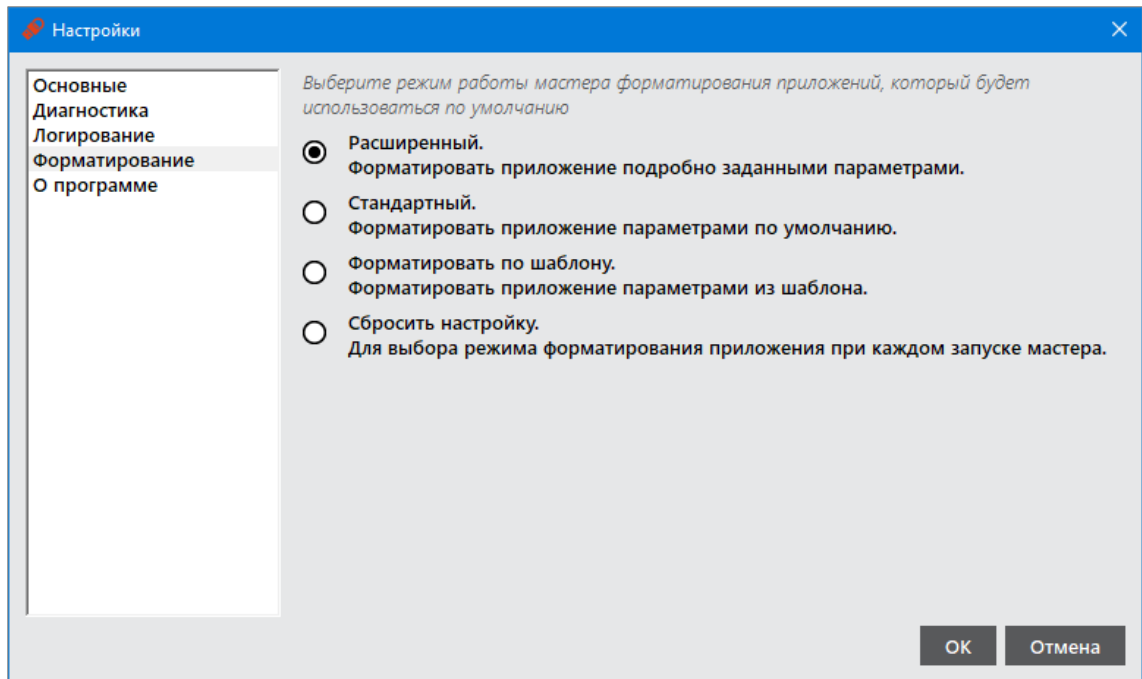 Настройки
Основные
Диагностика
Логирование
Форматирование
О программе
Выберите режим работы мастера форматирования приложений, который будет
использоваться по умолчанию
Расширенный.
Форматировать приложение подробно заданными параметрами.
Стандартный.
Форматировать приложение параметрами по умолчанию.
Форматировать по шаблону.
Форматировать приложение параметрами из шаблона.
Сбросить настройку.
Для выбора режима форматирования приложения при каждом запуске мастера.
ОК
Отмена